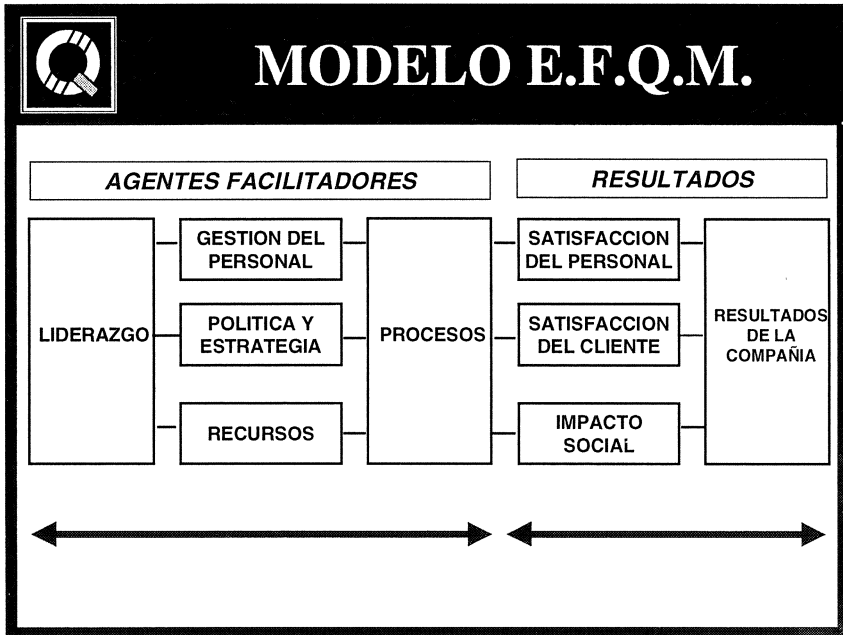 Q
MODELO E.F.Q.M.
AGENTES FACILITADORES
RESULTADOS
LIDERAZGO
GESTION DEL
PERSONAL
POLITICA Y
ESTRATEGIA
RECURSOS
PROCESOS
SATISFACCION
DEL PERSONAL
SATISFACCION
DEL CLIENTE
IMPACTO
SOCIAL
RESULTADOS
DE LA
COMPAÑIA